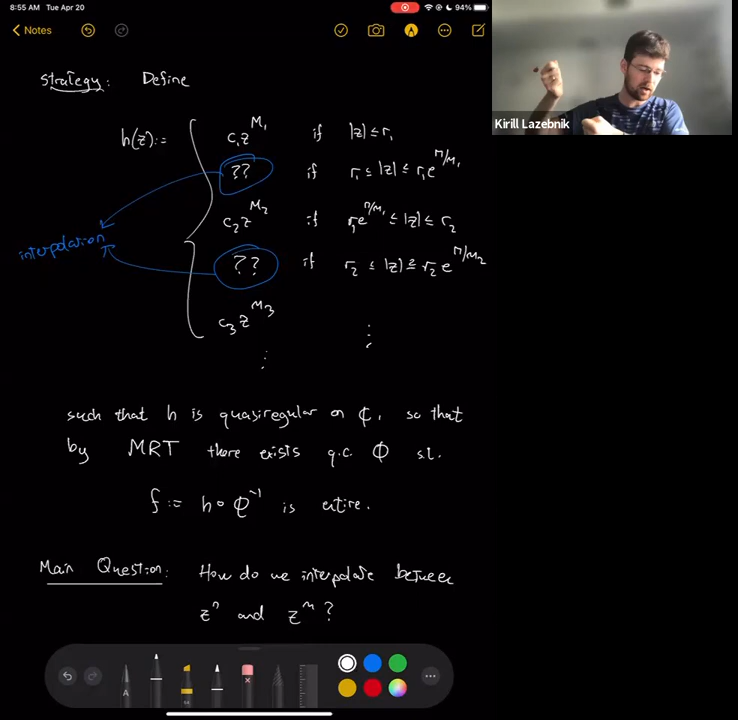 8:55 AM Tue Apr 20
94%
Notes
Strategy: Define
h(z) := c₁z^M₁ if |z| ≤ r₁
?? if r₁ ≤ |z| ≤ r₁e^π/M₁
interpolation
c₂z^M₂ if r₁e^π/M₁ ≤ |z| ≤ r₂
?? if r₂ ≤ |z| ≥ r₂e^π/M₂
c₃z^M₃ ⋮
⋮
such that h is quasiregular on ℂ, so that
by MRT there exists q.c. Φ s.t.
f := h ∘ Φ⁻¹ is entire.
Main Question: How do we interpolate between
zⁿ and zᵐ?
A
Kirill Lazebnik